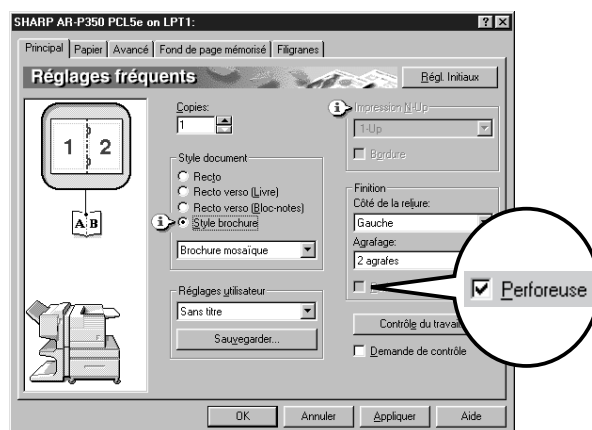 SHARP AR-P350 PCL5e on LPT1:
Principal Papier Avancé Fond de page mémorisé Filigranes
Réglages fréquents
Régl. Initiaux
1 2
A B
Copies:
1
Style document
Recto
Recto verso (Livre)
Recto verso (Bloc-notes)
Style brochure
Brochure mosaïque
Réglages utilisateur
Sans titre
Sauvegarder...
Impression N-Up
1-Up
Bordure
Finition
Côté de la reljure:
Gauche
Agrafage:
2 agrafes
Perforeuse
Contrôle du travail
Demande de contrôle
OK Annuler Appliquer Aide